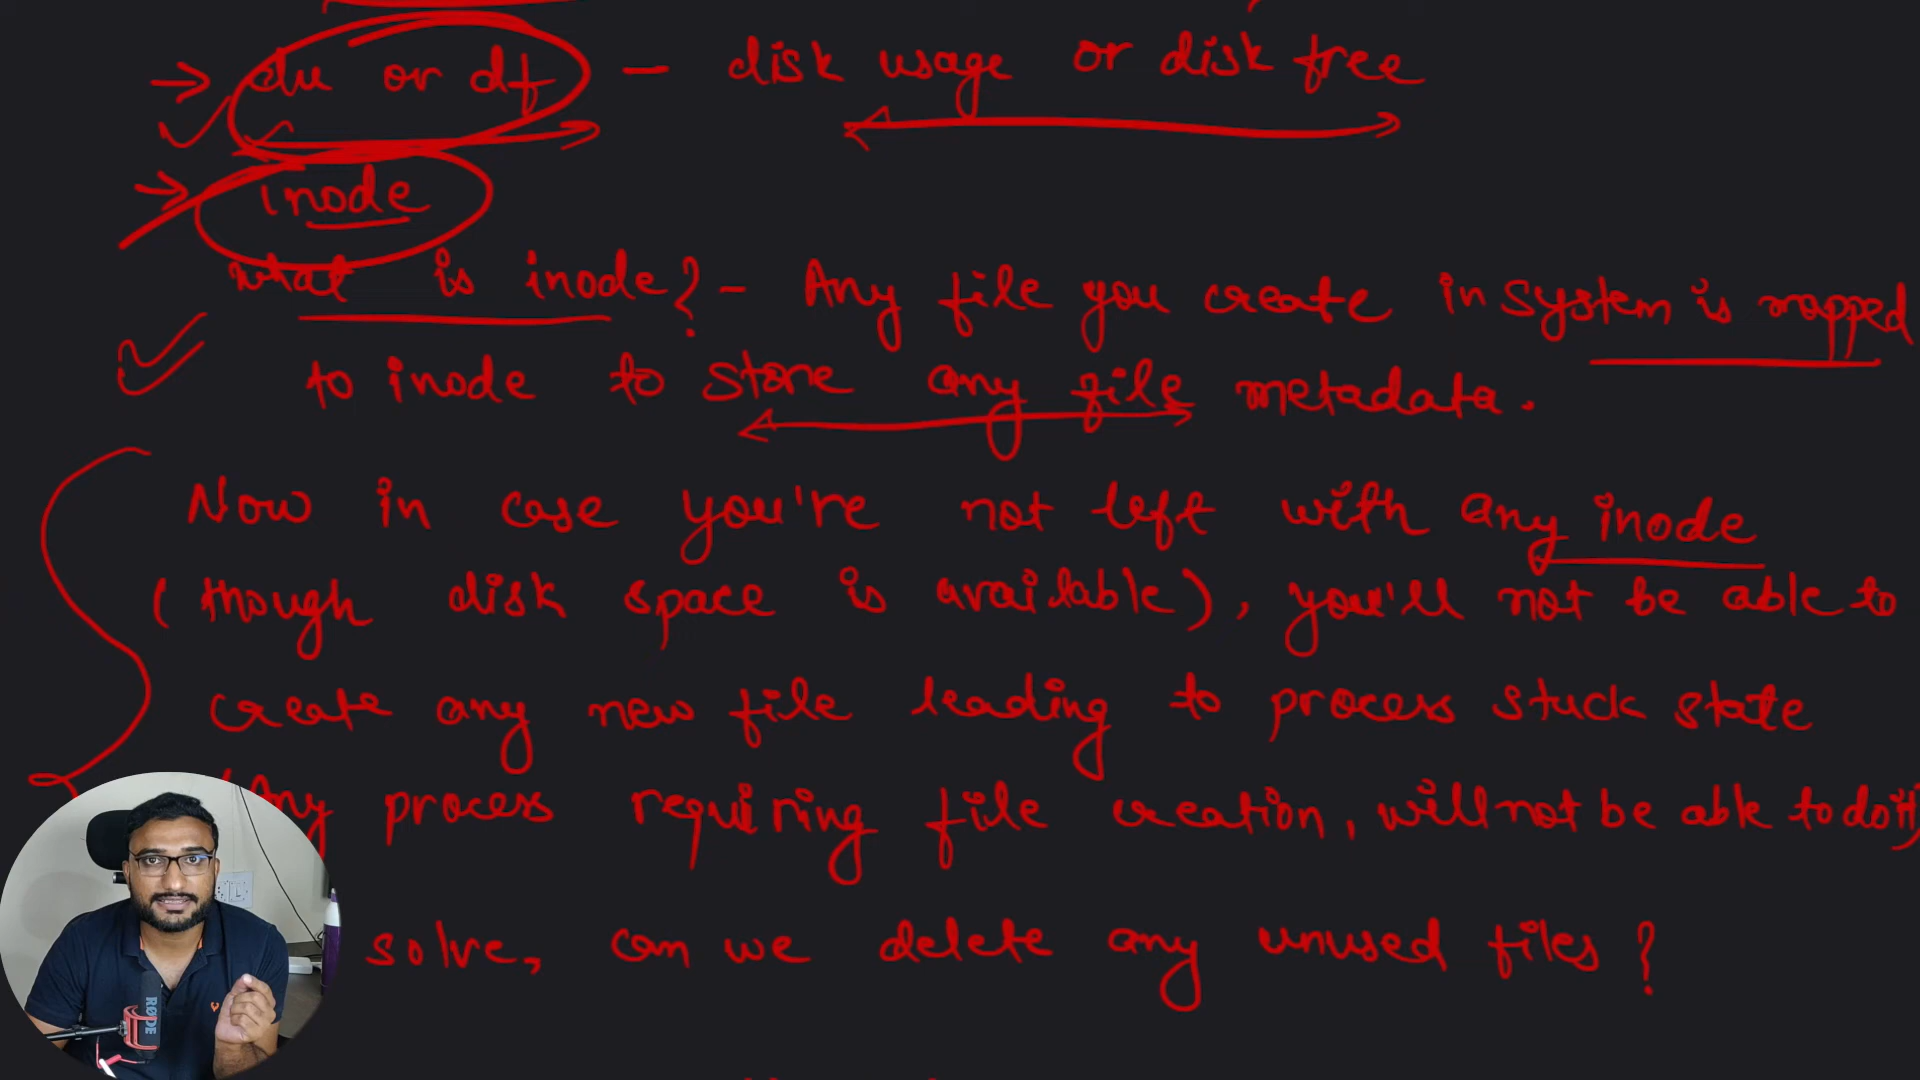 → du or df - disk usage or disk free
→ inode
what is inode? - Any file you create in system is mapped
to inode to store any file metadata.
Now in case you're not left with any inode
(though disk space is available), you'll not be able to
create any new file leading to process stuck state
(Any process requiring file creation, will not be able to do it)
solve, can we delete any unused files?
RØDE